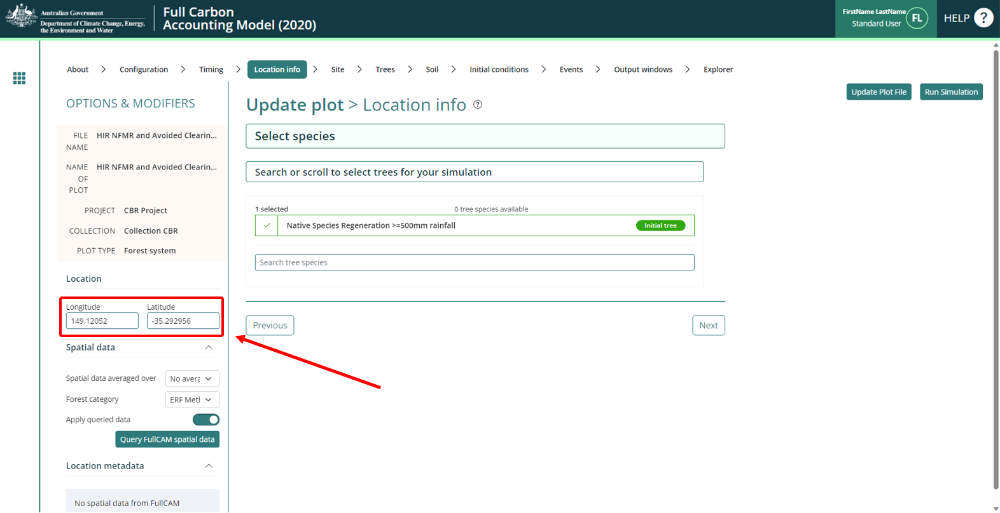 Australian Government
Department of Climate Change, Energy,
the Environment and Water
Full Carbon
Accounting Model (2020)
FirstName LastName
Standard User
FL
HELP ?
About
Configuration
Timing
Location info
Site
Trees
Soil
Initial conditions
Events
Output windows
Explorer
Update Plot File
Run Simulation
OPTIONS & MODIFIERS
FILE NAME HIR NFMR and Avoided Clearin...
NAME OF PLOT HIR NFMR and Avoided Clearin...
PROJECT CBR Project
COLLECTION Collection CBR
PLOT TYPE Forest system
Location
Longitude Latitude
149.12052 -35.292956
Spatial data
Spatial data averaged over No avera
Forest category ERF Met
Apply queried data
Query FullCAM spatial data
Location metadata
No spatial data from FullCAM
Update plot > Location info ?
Select species
Search or scroll to select trees for your simulation
1 selected 0 tree species available
Native Species Regeneration >=500mm rainfall Initial tree
Search tree species
Previous Next